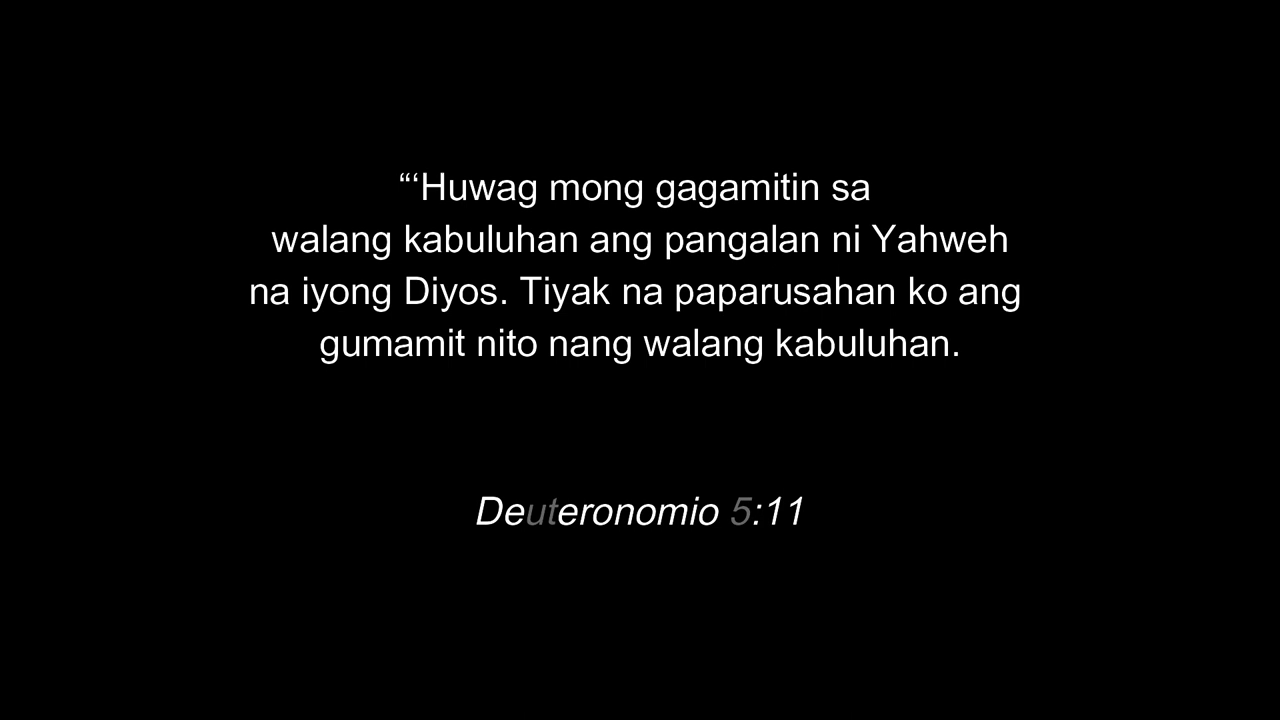 “‘Huwag mong gagamitin sa
walang kabuluhan ang pangalan ni Yahweh
na iyong Diyos. Tiyak na paparusahan ko ang
gumamit nito nang walang kabuluhan.
Deuteronomio 5:11